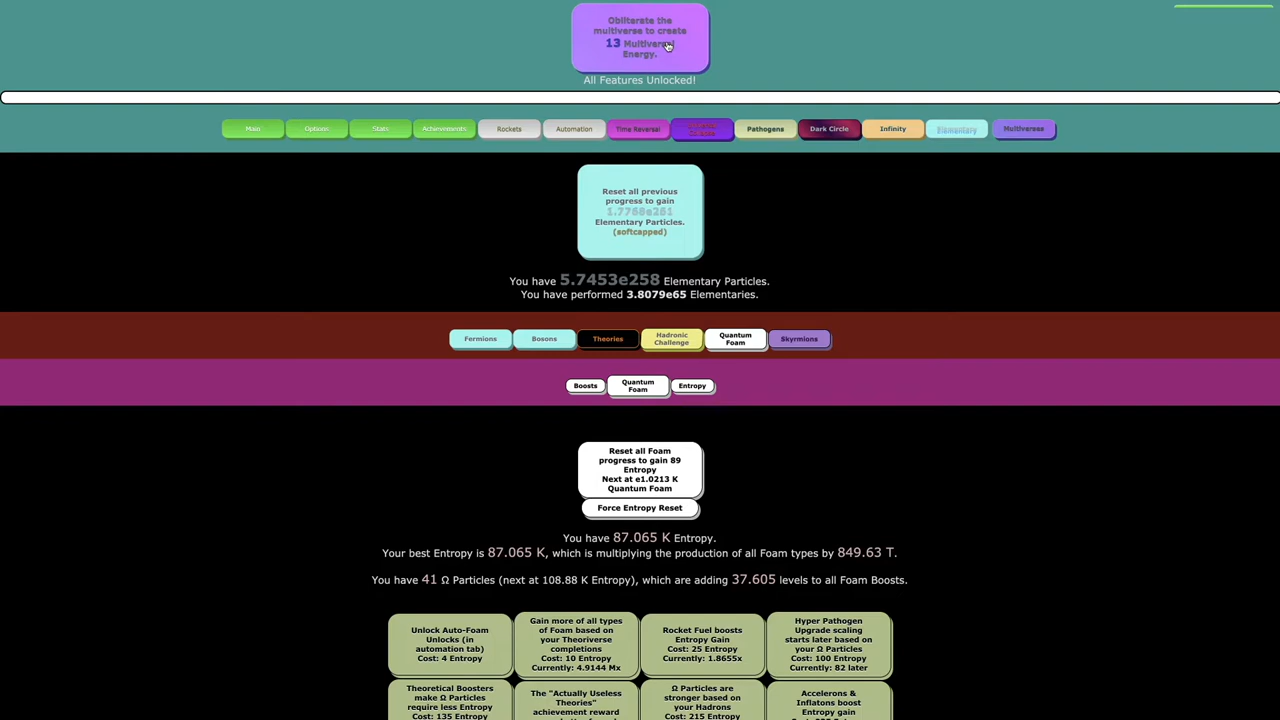 Obliterate the
multiverse to create
13 Multiversal
Energy.
All Features Unlocked!
Main Options Stats Achievements Rockets Automation Time Reversal Pathogens Dark Circle Infinity Elementary Multiverse
Reset all previous
progress to gain
1.7768e261
Elementary Particles.
(softcapped)
You have 5.7453e258 Elementary Particles.
You have performed 3.8079e65 Elementaries.
Fermions Bosons Theories Hadronic Challenge Quantum Foam Skyrmions
Boosts Quantum Foam Entropy
Reset all Foam
progress to gain 89
Entropy
Next at e1.0213 K
Quantum Foam
Force Entropy Reset
You have 87.065 K Entropy.
Your best Entropy is 87.065 K, which is multiplying the production of all Foam types by 849.63 T.
You have 41 Ω Particles (next at 108.88 K Entropy), which are adding 37.605 levels to all Foam Boosts.
Unlock Auto-Foam
Unlocks (in
automation tab)
Cost: 4 Entropy
Gain more of all types
of Foam based on
your Theoriverse
completions
Cost: 10 Entropy
Currently: 4.9144 Mx
Rocket Fuel boosts
Entropy Gain
Cost: 25 Entropy
Currently: 1.8655x
Hyper Pathogen
Upgrade scaling
starts later based on
your Ω Particles
Cost: 100 Entropy
Currently: 82 later
Theoretical Boosters
make Ω Particles
require less Entropy
Cost: 135 Entropy
The "Actually Useless
Theories"
achievement reward
Ω Particles are
stronger based on
your Hadrons
Cost: 215 Entropy
Accelerons &
Inflatons boost
Entropy gain